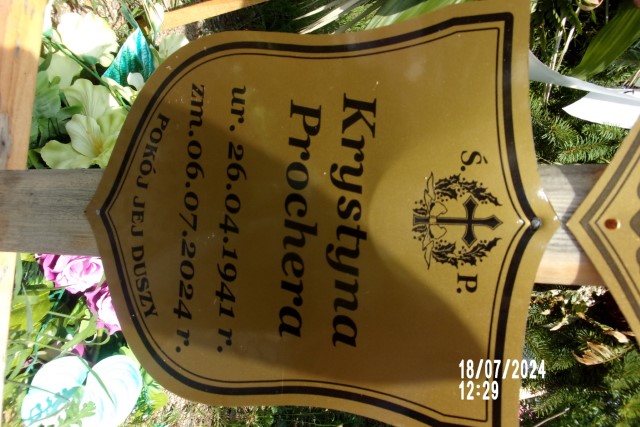 Ś. P.
Krystyna
Prochera
ur. 26.04.1941 r.
zm.06.07.2024 r.
POKÓJ JEJ DUSZY
18/07/2024
12:29